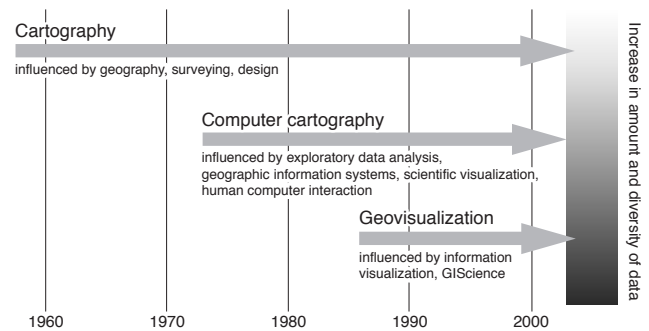 Cartography
influenced by geography, surveying, design
Computer cartography
influenced by exploratory data analysis,
geographic information systems, scientific visualization,
human computer interaction
Geovisualization
influenced by information
visualization, GIScience
1960 1970 1980 1990 2000
Increase in amount and diversity of data